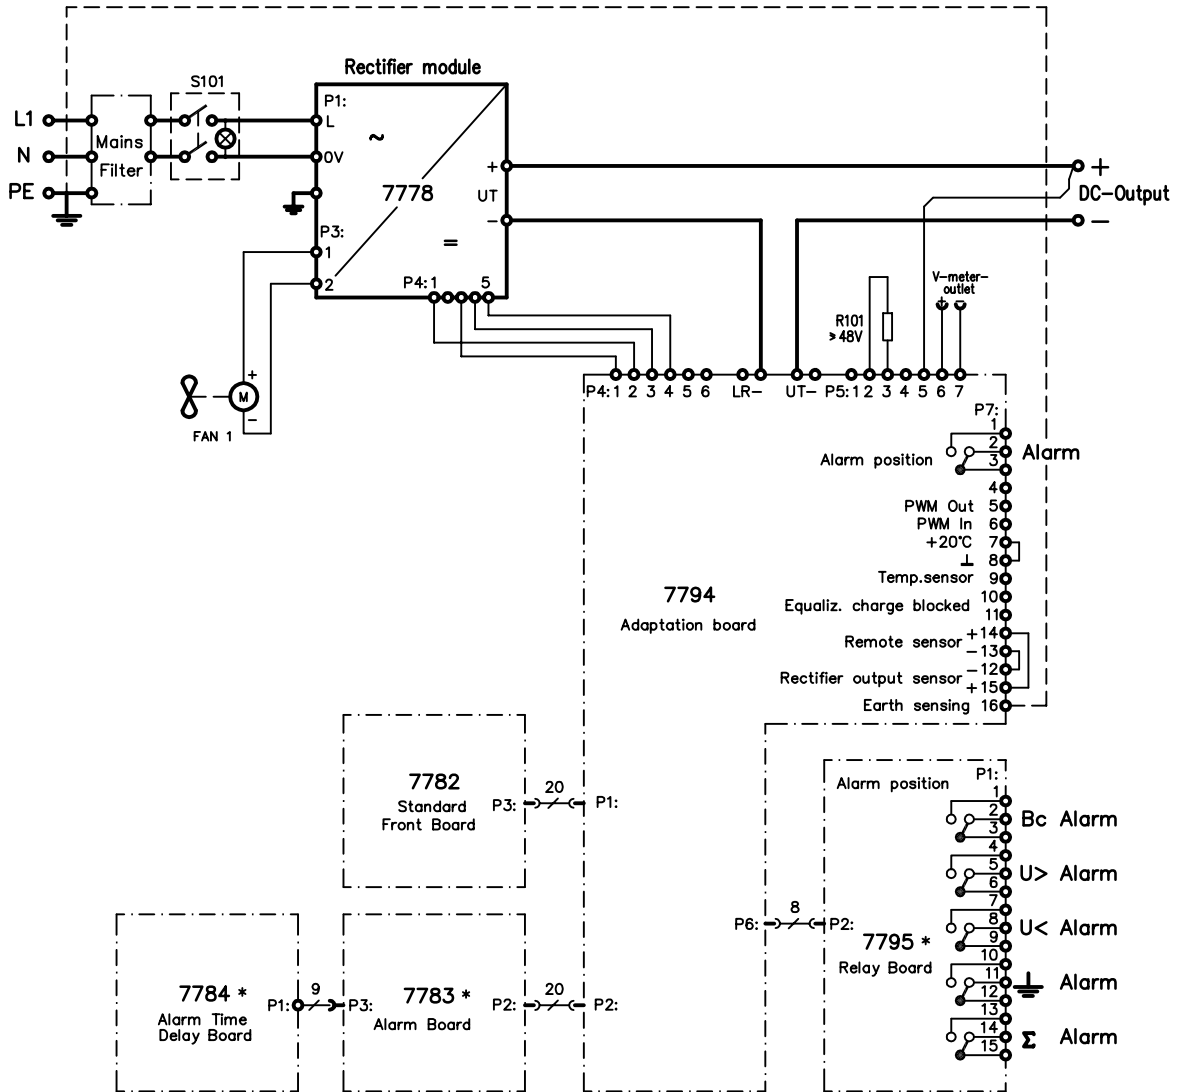 Rectifier module
S101
P1:
L1
L
Mains
~
N
0V
Filter
+
+
PE
7778
UT
DC-Output
P3:
-
-
1
=
2
P4: 1
5
V-meter-
outlet
+ -
R101
>48V
+
M
-
FAN 1
P4: 1 2 3 4 5 6
LR-
UT-
P5: 1 2 3 4 5 6 7
P7:
1
2
Alarm
Alarm position
3
4
PWM Out 5
PWM In 6
+20°C 7
8
Temp.sensor 9
7794
10
Equaliz. charge blocked
Adaptation board
11
+14
Remote sensor
-13
-12
Rectifier output sensor
+15
Earth sensing 16
7782
Standard
Front Board
P3:
20
P1:
Alarm position
P1:
1
2
Bc Alarm
3
4
5
U> Alarm
6
7
P6:
8
P2:
8
U< Alarm
7795 *
9
Relay Board
10
11
Alarm
12
7784 *
Alarm Time
Delay Board
P1:
9
P3:
7783 *
Alarm Board
P2:
20
P2:
13
14
Σ Alarm
15